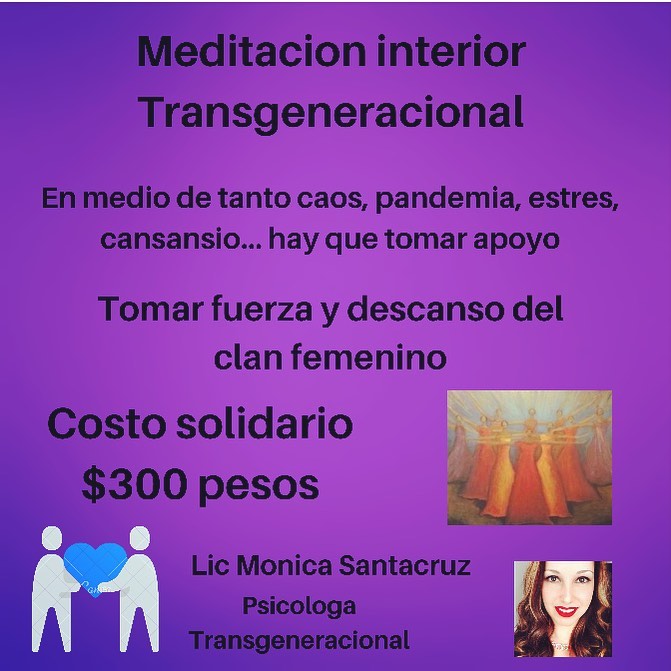 Meditacion interior
Transgeneracional
En medio de tanto caos, pandemia, estres,
cansansio... hay que tomar apoyo
Tomar fuerza y descanso del
clan femenino
Costo solidario
$300 pesos
Lic Monica Santacruz
Psicologa
Transgeneracional